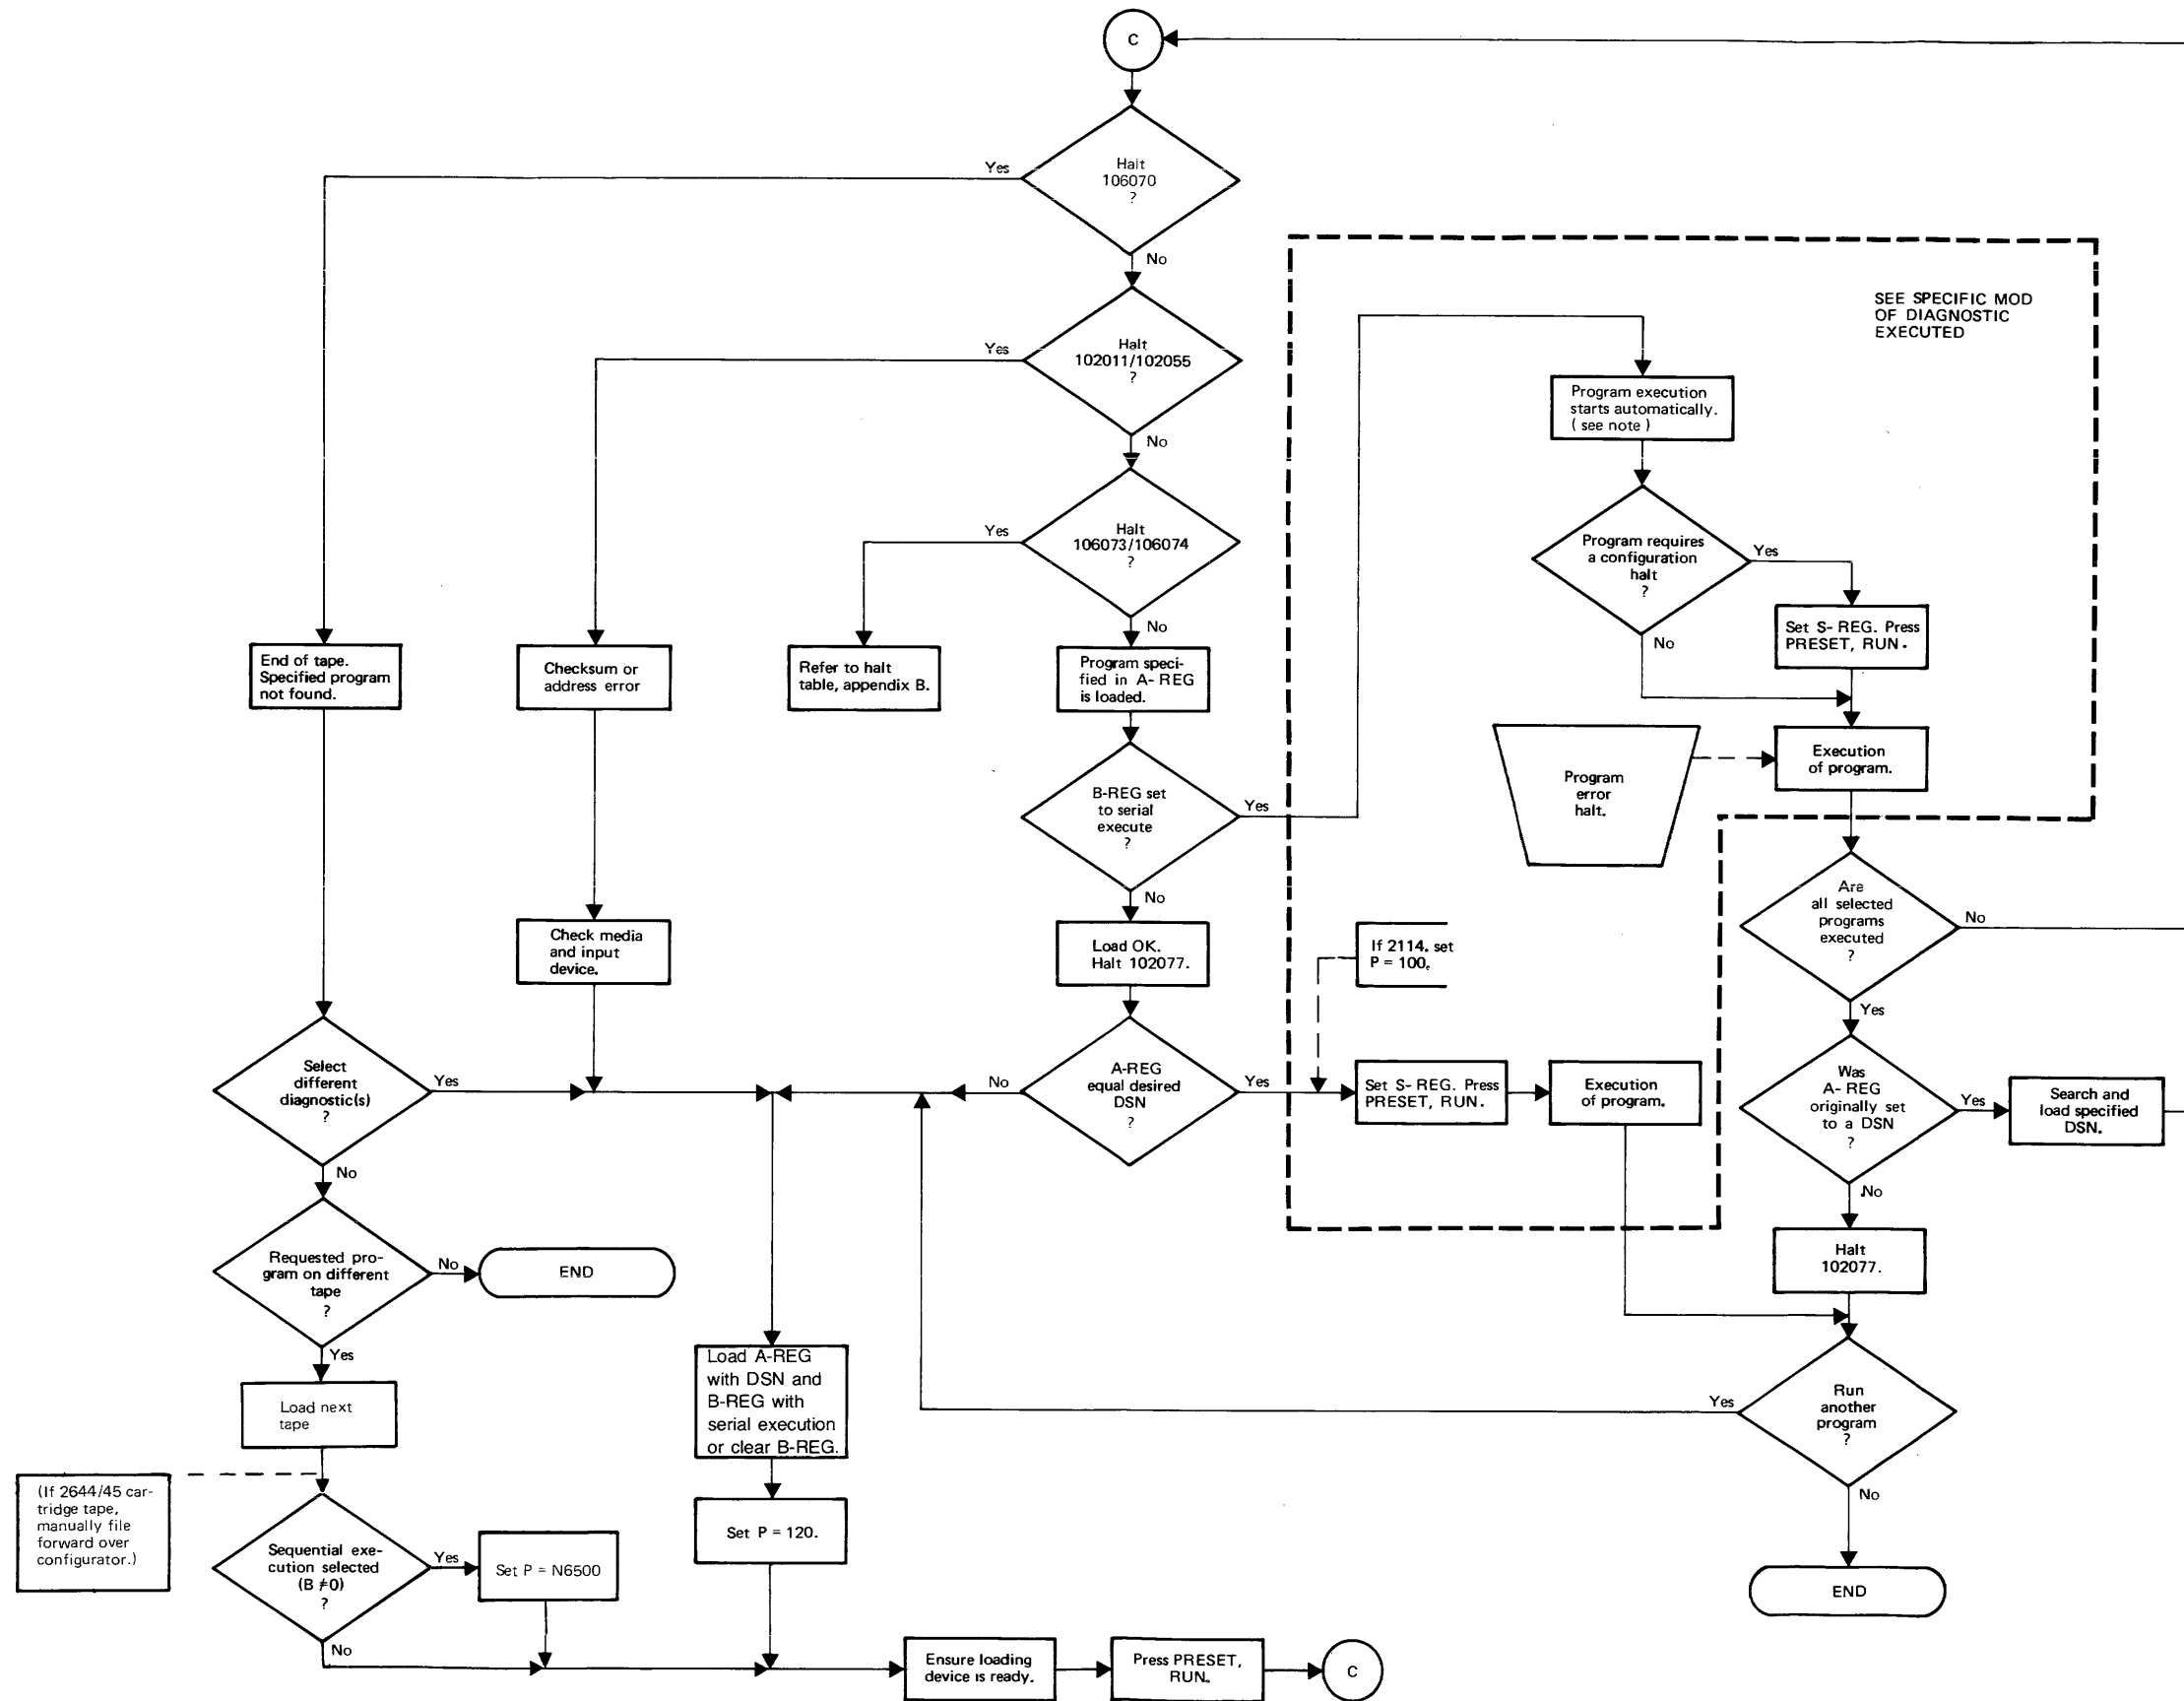 C
Yes
Halt
106070
?
No
SEE SPECIFIC MOD
OF DIAGNOSTIC
EXECUTED
Yes
Halt
102011/102055
?
No
Program execution
starts automatically.
( see note )
Yes
Halt
106073/106074
?
No
Program requires
a configuration
halt
?
Yes
No
Set S-REG. Press
PRESET, RUN.
End of tape.
Specified program
not found.
Checksum or
address error
Refer to halt
table, appendix B.
Program speci-
fied in A-REG
is loaded.
Program
error
halt.
Execution
of program.
B-REG set
to serial
execute
?
Yes
No
Are
all selected
programs
executed
?
No
Yes
Check media
and input
device.
Load OK.
Halt 102077.
If 2114. set
P = 100.
Select
different
diagnostic(s)
?
Yes
No
No
A-REG
equal desired
DSN
?
Yes
Set S-REG. Press
PRESET, RUN.
Execution
of program.
Was
A-REG
originally set
to a DSN
?
Yes
No
Search and
load specified
DSN.
Requested pro-
gram on different
tape
?
No
Yes
END
Halt
102077.
Load A-REG
with DSN and
B-REG with
serial execution
or clear B-REG.
Load next
tape
Yes
Run
another
program
?
No
(If 2644/45 car-
tridge tape,
manually file
forward over
configurator.)
Sequential exe-
cution selected
(B ≠0)
?
Yes
No
Set P = N6500
Set P = 120.
END
Ensure loading
device is ready.
Press PRESET,
RUN.
C